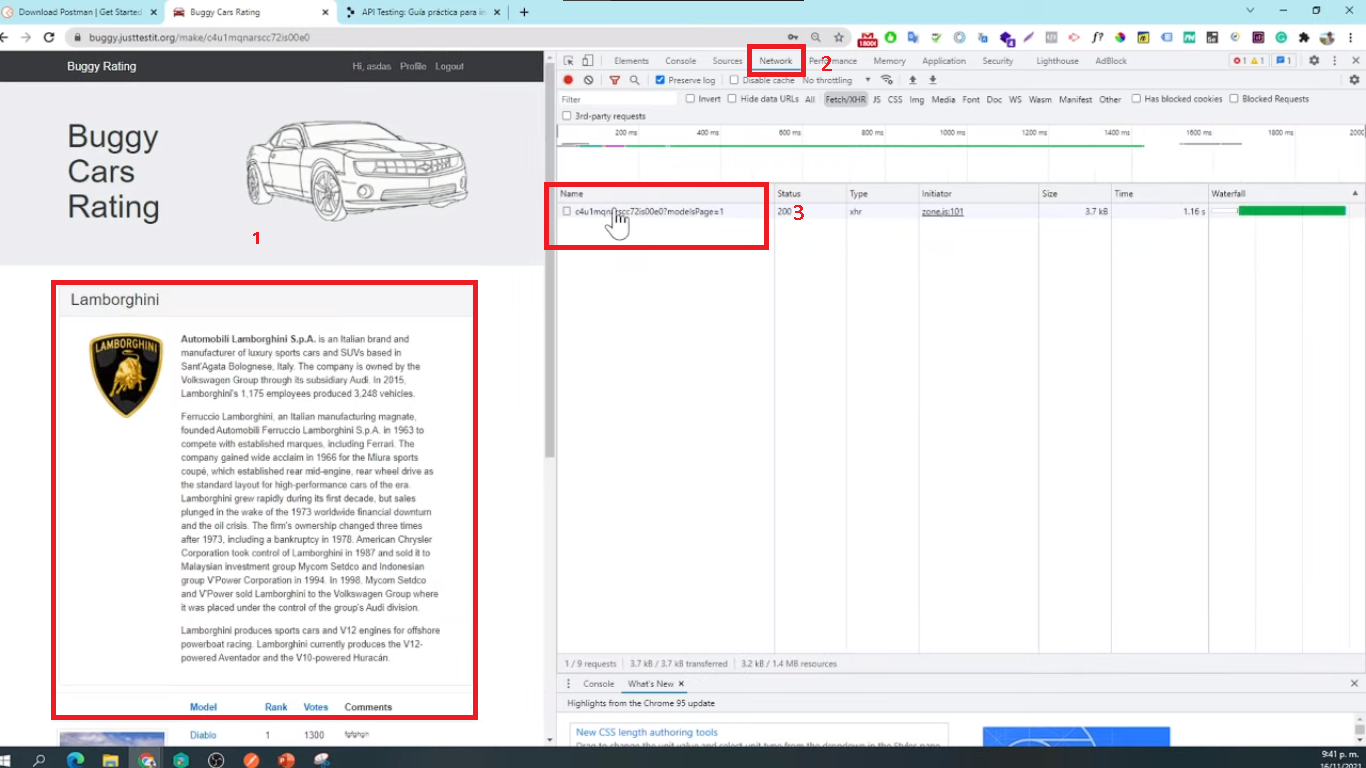 Download Postman | Get Started
Buggy Cars Rating
API Testing: Guía práctica para in
buggy.justtestit.org/make/c4u1mqnarscc72is00e0
Buggy Rating
Hi, asdas Profile Logout
Buggy
Cars
Rating
1
Lamborghini
LAMBORGHINI
Automobili Lamborghini S.p.A. is an Italian brand and
manufacturer of luxury sports cars and SUVs based in
Sant'Agata Bolognese, Italy. The company is owned by the
Volkswagen Group through its subsidiary Audi. In 2015,
Lamborghini's 1,175 employees produced 3,248 vehicles.
Ferruccio Lamborghini, an Italian manufacturing magnate,
founded Automobili Ferruccio Lamborghini S.p.A. in 1963 to
compete with established marques, including Ferrari. The
company gained wide acclaim in 1966 for the Miura sports
coupé, which established rear mid-engine, rear wheel drive as
the standard layout for high-performance cars of the era.
Lamborghini grew rapidly during its first decade, but sales
plunged in the wake of the 1973 worldwide financial downturn
and the oil crisis. The firm's ownership changed three times
after 1973, including a bankruptcy in 1978. American Chrysler
Corporation took control of Lamborghini in 1987 and sold it to
Malaysian investment group Mycom Setdco and Indonesian
group V'Power Corporation in 1994. In 1998, Mycom Setdco
and V'Power sold Lamborghini to the Volkswagen Group where
it was placed under the control of the group's Audi division.
Lamborghini produces sports cars and V12 engines for offshore
powerboat racing. Lamborghini currently produces the V12-
powered Aventador and the V10-powered Huracán.
Model Rank Votes Comments
Diablo 1 1300
Elements Console Sources Network Performance Memory Application Security Lighthouse AdBlock 1 1 1
2
Preserve log Disable cache No throttling
Filter Invert Hide data URLs All Fetch/XHR JS CSS Img Media Font Doc WS Wasm Manifest Other Has blocked cookies Blocked Requests
3rd-party requests
200 ms 400 ms 600 ms 800 ms 1000 ms 1200 ms 1400 ms 1600 ms 1800 ms 2000
Name Status Type Initiator Size Time Waterfall
c4u1mqnarscc72is00e0?modelsPage=1 200 xhr zone.js:101 3.7 kB 1.16 s
3
1 / 9 requests 3.7 kB / 3.7 kB transferred 3.2 kB / 1.4 MB resources
Console What's New
Highlights from the Chrome 95 update
New CSS length authoring tools
Drag to change the unit value and select unit type from the dropdown in the Styles pane
9:41 p. m.
16/11/2021